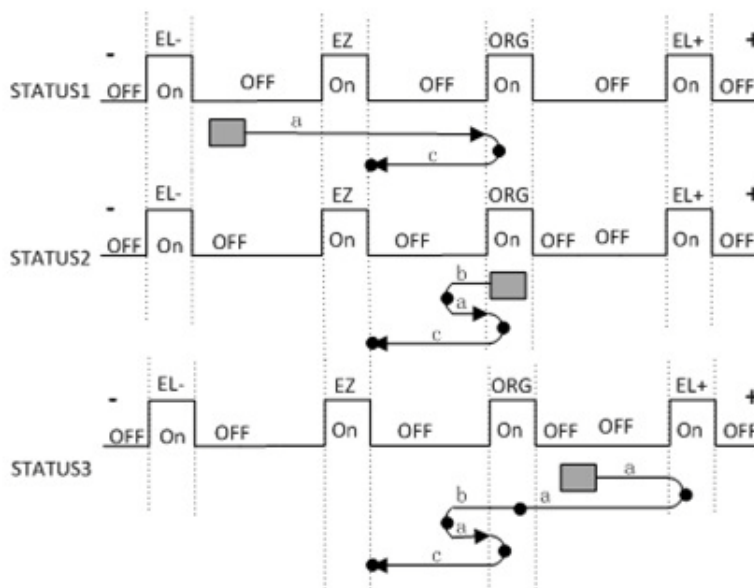 - EL- EZ ORG EL+ +
STATUS1 OFF On OFF On OFF On OFF On OFF
a
c
- EL- EZ ORG EL+ +
STATUS2 OFF On OFF On OFF On OFF OFF On OFF
b
a
c
- EL- EZ ORG EL+ +
OFF On OFF On OFF On OFF OFF On OFF
STATUS3
a
b a
a
c